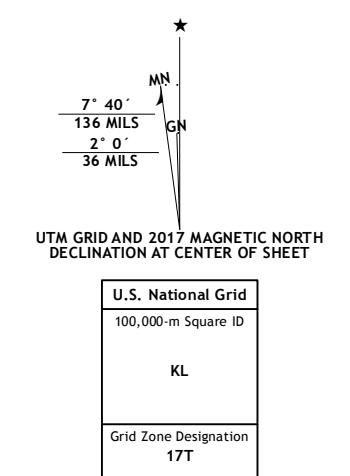 ★
MN
7° 40´
136 MILS
GN
2° 0´
36 MILS
UTM GRID AND 2017 MAGNETIC NORTH
DECLINATION AT CENTER OF SHEET
U.S. National Grid
100,000-m Square ID
KL
Grid Zone Designation
17T